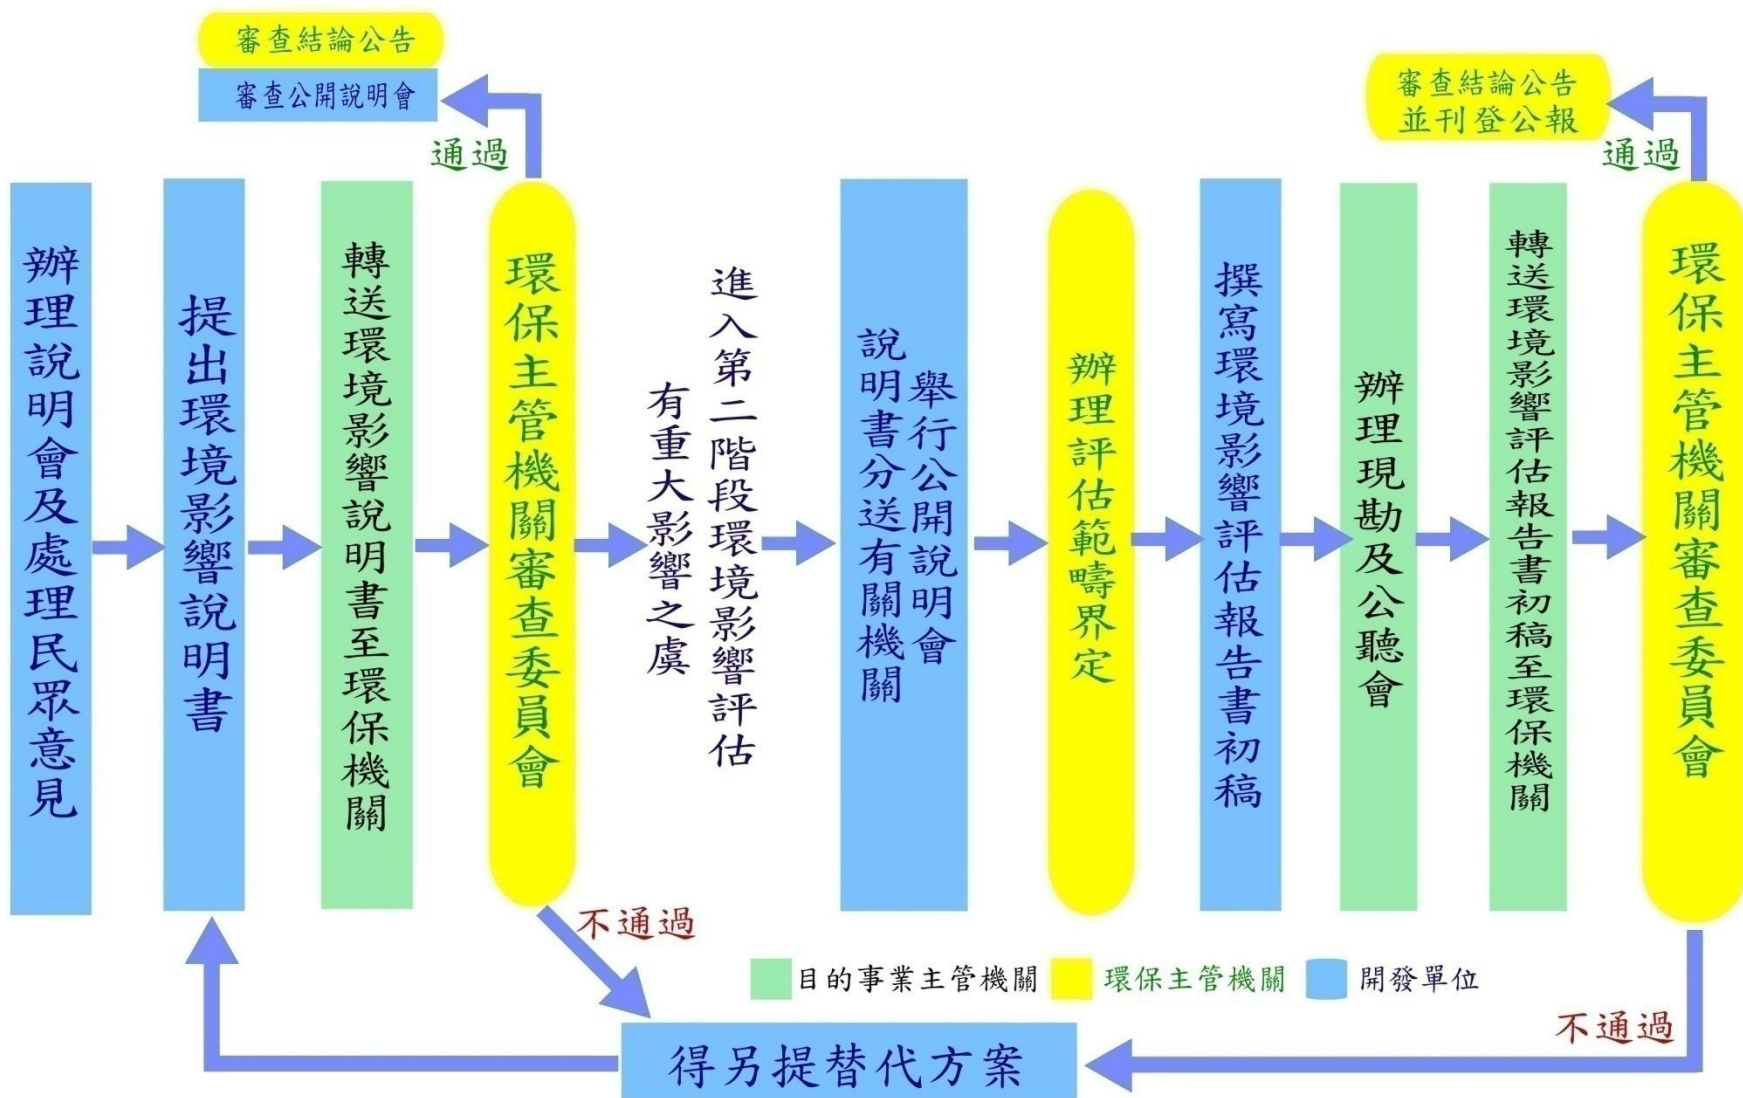 審查結論公告
審查公開說明會
通過
審查結論公告
並刊登公報
通過
辦理說明會及處理民眾意見
提出環境影響說明書
轉送環境影響說明書至環保機關
環保主管機關審查委員會
進入第二階段環境影響評估
有重大影響之虞
舉行公開說明會
說明書分送有關機關
辦理評估範疇界定
撰寫環境影響評估報告書初稿
辦理現勘及公聽會
轉送環境影響評估報告書初稿至環保機關
環保主管機關審查委員會
不通過
目的事業主管機關
環保主管機關
開發單位
不通過
得另提替代方案